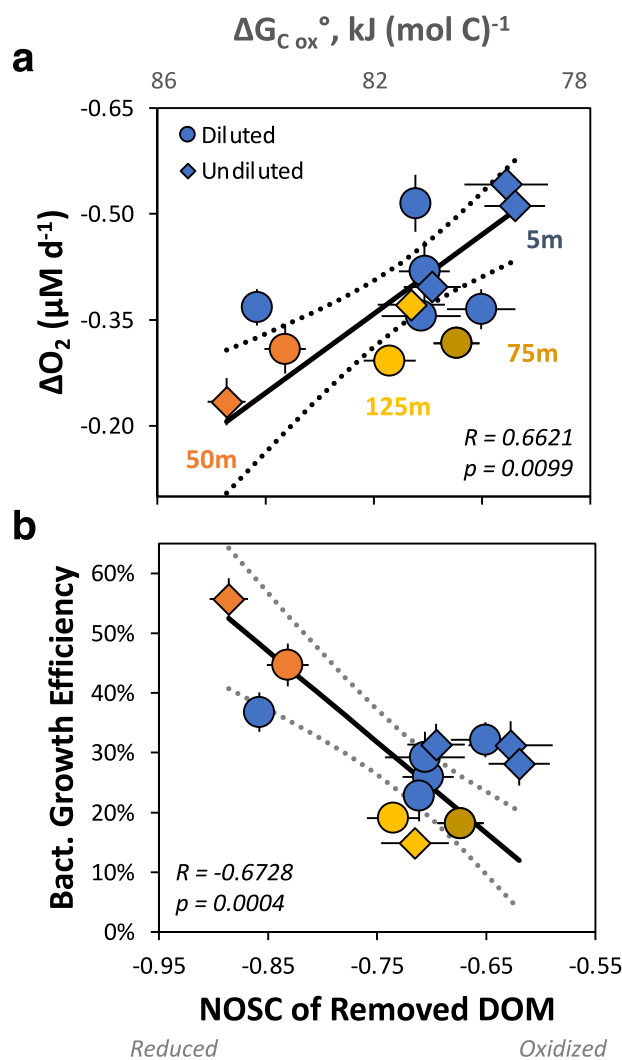 ΔG_C ox°, kJ (mol C)⁻¹
a
86 82 78
-0.65
Diluted
Undiluted
-0.50
5m
ΔO₂ (µM d⁻¹)
-0.35
75m
125m
-0.20
50m
R = 0.6621
p = 0.0099
b
60%
50%
40%
30%
20%
10%
0%
Bact. Growth Efficiency
R = -0.6728
p = 0.0004
-0.95 -0.85 -0.75 -0.65 -0.55
NOSC of Removed DOM
Reduced Oxidized